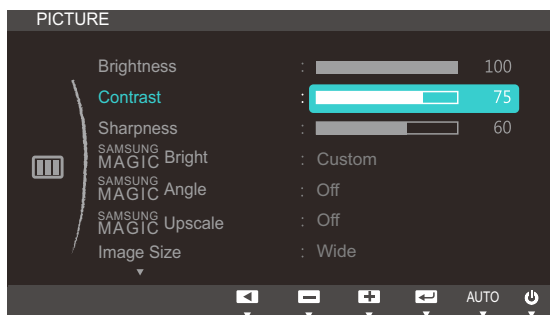 PICTURE
Brightness : 100
Contrast : 75
Sharpness : 60
SAMSUNG MAGIC Bright : Custom
SAMSUNG MAGIC Angle : Off
SAMSUNG MAGIC Upscale : Off
Image Size : Wide
AUTO